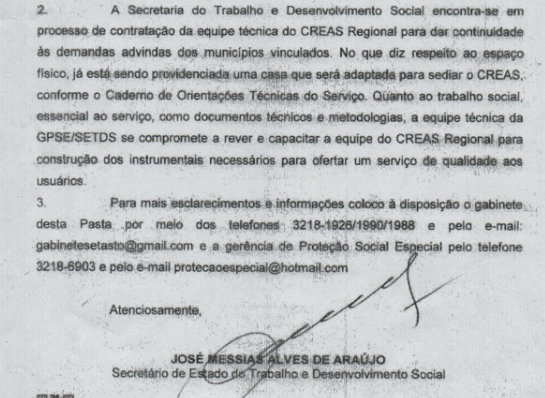 2. A Secretaria do Trabalho e Desenvolvimento Social encontra-se em
processo de contratação da equipe técnica do CREAS Regional para dar continuidade
às demandas advindas dos municípios vinculados. No que diz respeito ao espaço
físico, já está sendo providenciada uma casa que será adaptada para sediar o CREAS,
conforme o Caderno de Orientações Técnicas do Serviço. Quanto ao trabalho social,
essencial ao serviço, como documentos técnicos e metodologias, a equipe técnica da
GPSE/SETDS se compromete a rever e capacitar a equipe do CREAS Regional para
construção dos instrumentais necessários para ofertar um serviço de qualidade aos
usuários.
3. Para mais esclarecimentos e informações coloco à disposição o gabinete
desta Pasta por meio dos telefones 3218-1926/1990/1988 e pelo e-mail:
gabinetesetasto@gmail.com e a gerência de Proteção Social Especial pelo telefone
3218-6903 e pelo e-mail protecaoespecial@hotmail.com
Atenciosamente,
JOSÉ MESSIAS ALVES DE ARAÚJO
Secretário de Estado de Trabalho e Desenvolvimento Social